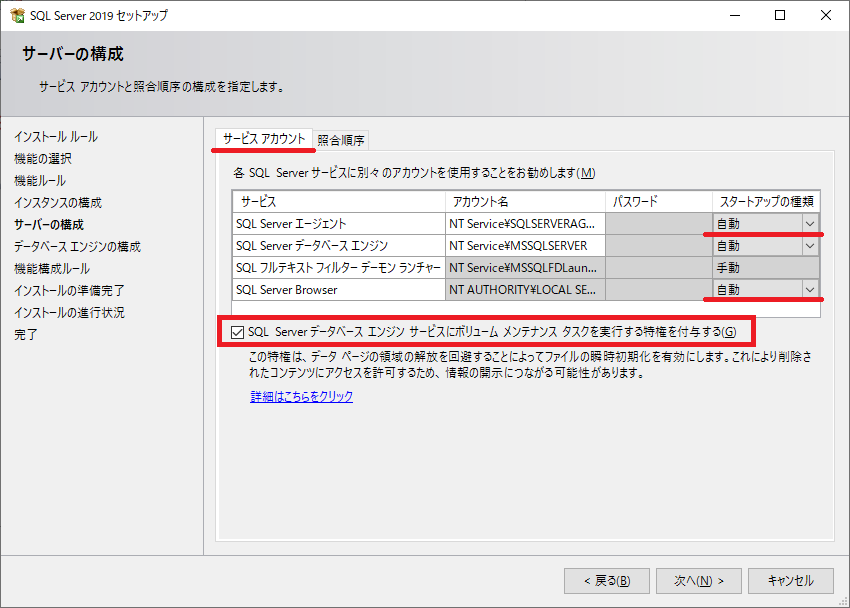 SQL Server 2019 セットアップ
サーバーの構成
サービス アカウントと照合順序の構成を指定します。
インストール ルール
機能の選択
機能ルール
インスタンスの構成
サーバーの構成
データベース エンジンの構成
機能構成ルール
インストールの準備完了
インストールの進行状況
完了
サービス アカウント 照合順序
各 SQL Server サービスに別々のアカウントを使用することをお勧めします(M)
サービス アカウント名 パスワード スタートアップの種類
SQL Server エージェント NT Service¥SQLSERVERAG... 自動
SQL Server データベース エンジン NT Service¥MSSQLSERVER 自動
SQL フルテキスト フィルター デーモン ランチャー NT Service¥MSSQLFDLaun... 手動
SQL Server Browser NT AUTHORITY¥LOCAL SE... 自動
SQL Server データベース エンジン サービスにボリューム メンテナンス タスクを実行する特権を付与する(G)
この特権は、データ ページの領域の解放を回避することによってファイルの瞬時初期化を有効にします。これにより削除さ
れたコンテンツにアクセスを許可するため、情報の開示につながる可能性があります。
詳細はこちらをクリック
< 戻る(B) 次へ(N) > キャンセル